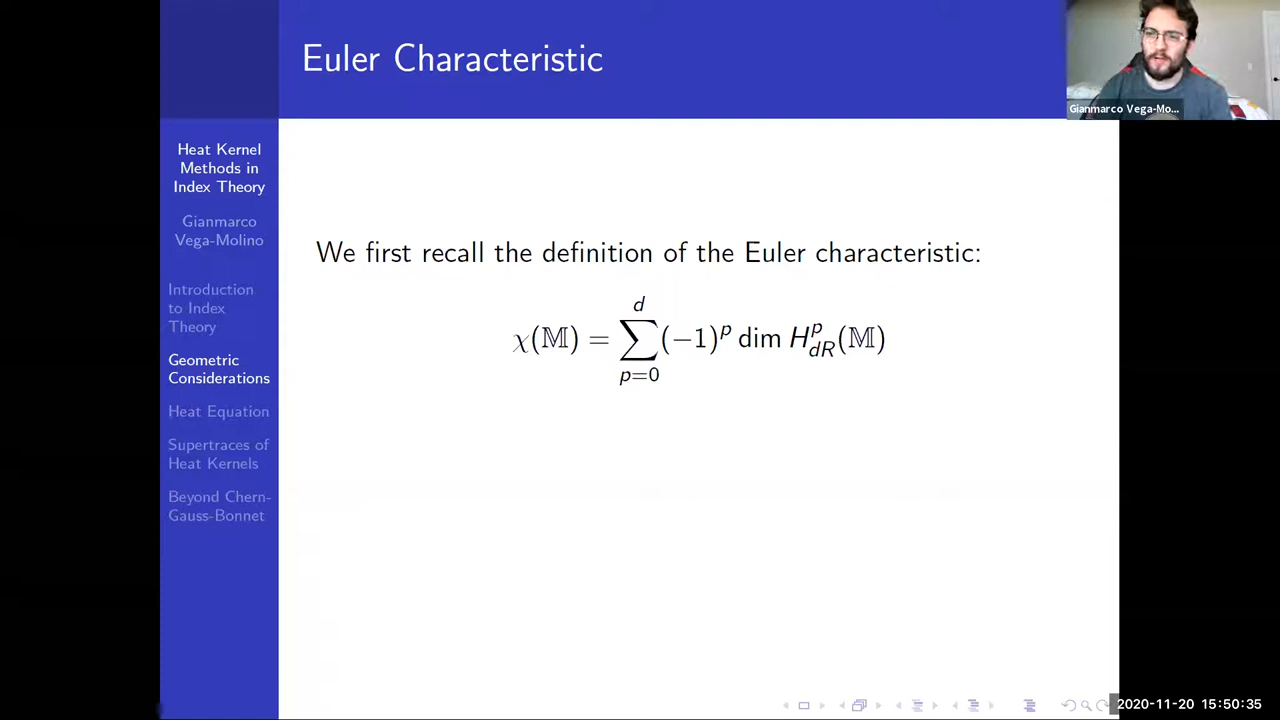 Euler Characteristic
Gianmarco Vega-Mo...
Heat Kernel
Methods in
Index Theory
Gianmarco
Vega-Molino
Introduction
to Index
Theory
Geometric
Considerations
Heat Equation
Supertraces of
Heat Kernels
Beyond Chern-
Gauss-Bonnet
We first recall the definition of the Euler characteristic:
χ(𝕄) = ∑_{p=0}^{d} (−1)^p dim H^p_{dR}(𝕄)
2020-11-20 15:50:35